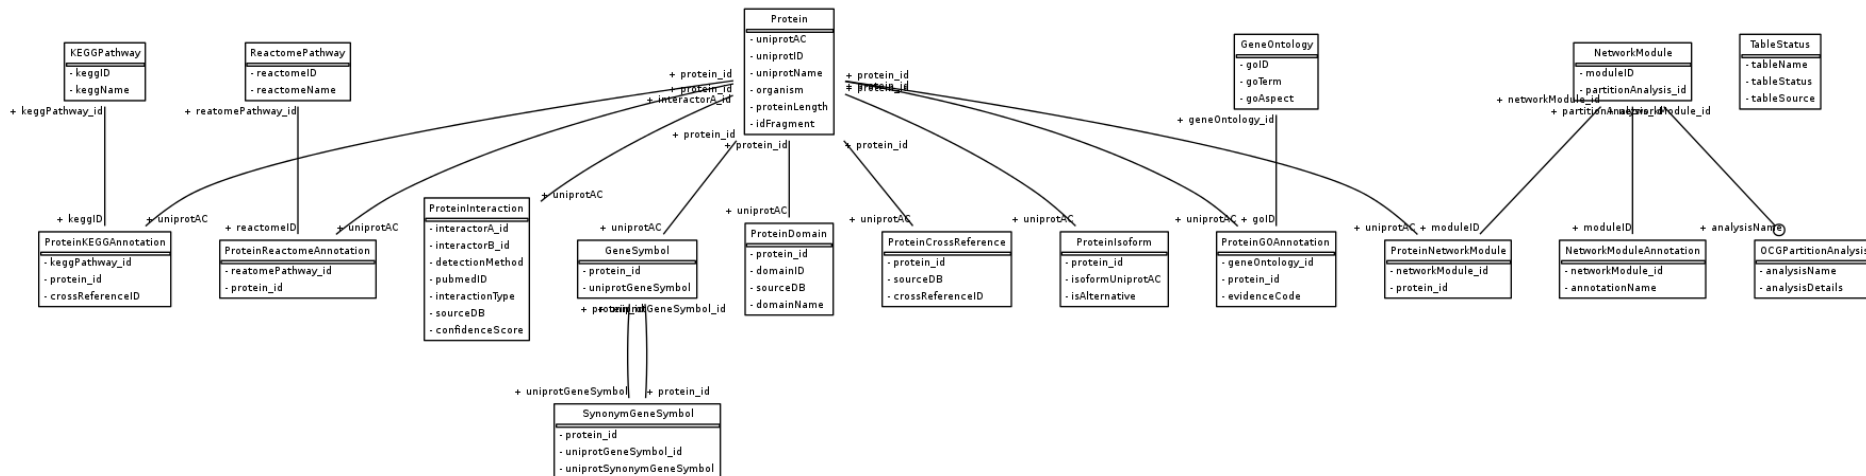 Protein
- uniprotAC
- uniprotID
- uniprotName
- organism
- proteinLength
- idFragment
KEGGPathway
- keggID
- keggName
ReactomePathway
- reactomeID
- reactomeName
GeneOntology
- goID
- goTerm
- goAspect
NetworkModule
- moduleID
- partitionAnalysis_id
TableStatus
- tableName
- tableStatus
- tableSource
+ keggPathway_id
+ reatomePathway_id
+ protein_id
+ protein_id
+ interactorA_id
+ protein_id
+ protein_id
+ protein_id
+ protein_id
+ protein_id
+ geneOntology_id
+ networkModule_id
+ keggID
+ uniprotAC
+ reactomeID
+ uniprotAC
+ uniprotAC
+ uniprotAC
+ uniprotAC
+ uniprotAC
+ uniprotAC
+ uniprotAC
+ goID
+ uniprotAC
+ moduleID
+ moduleID
+ analysisName
ProteinKEGGAnnotation
- keggPathway_id
- protein_id
- crossReferenceID
ProteinReactomeAnnotation
- reatomePathway_id
- protein_id
ProteinInteraction
- interactorA_id
- interactorB_id
- detectionMethod
- pubmedID
- interactionType
- sourceDB
- confidenceScore
GeneSymbol
- protein_id
- uniprotGeneSymbol
ProteinDomain
- protein_id
- domainID
- sourceDB
- domainName
ProteinCrossReference
- protein_id
- sourceDB
- crossReferenceID
ProteinIsoform
- protein_id
- isoformUniprotAC
- isAlternative
ProteinGOAnnotation
- geneOntology_id
- protein_id
- evidenceCode
ProteinNetworkModule
- networkModule_id
- protein_id
NetworkModuleAnnotation
- networkModule_id
- annotationName
OCGPartitionAnalysis
- analysisName
- analysisDetails
+ uniprotGeneSymbol
+ protein_id
SynonymGeneSymbol
- protein_id
- uniprotGeneSymbol_id
- uniprotSynonymGeneSymbol